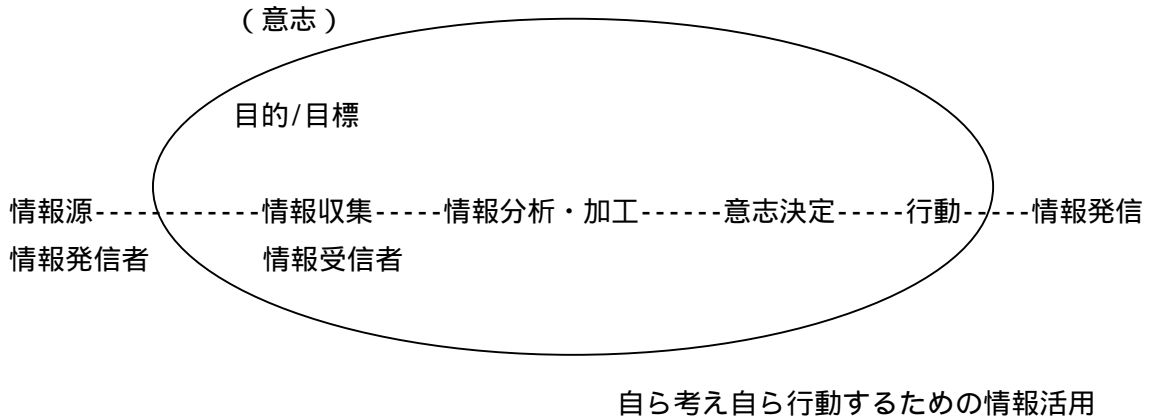 （意志）
目的/目標
情報源------------情報収集-----情報分析・加工------意志決定-----行動-----情報発信
情報発信者 情報受信者
自ら考え自ら行動するための情報活用